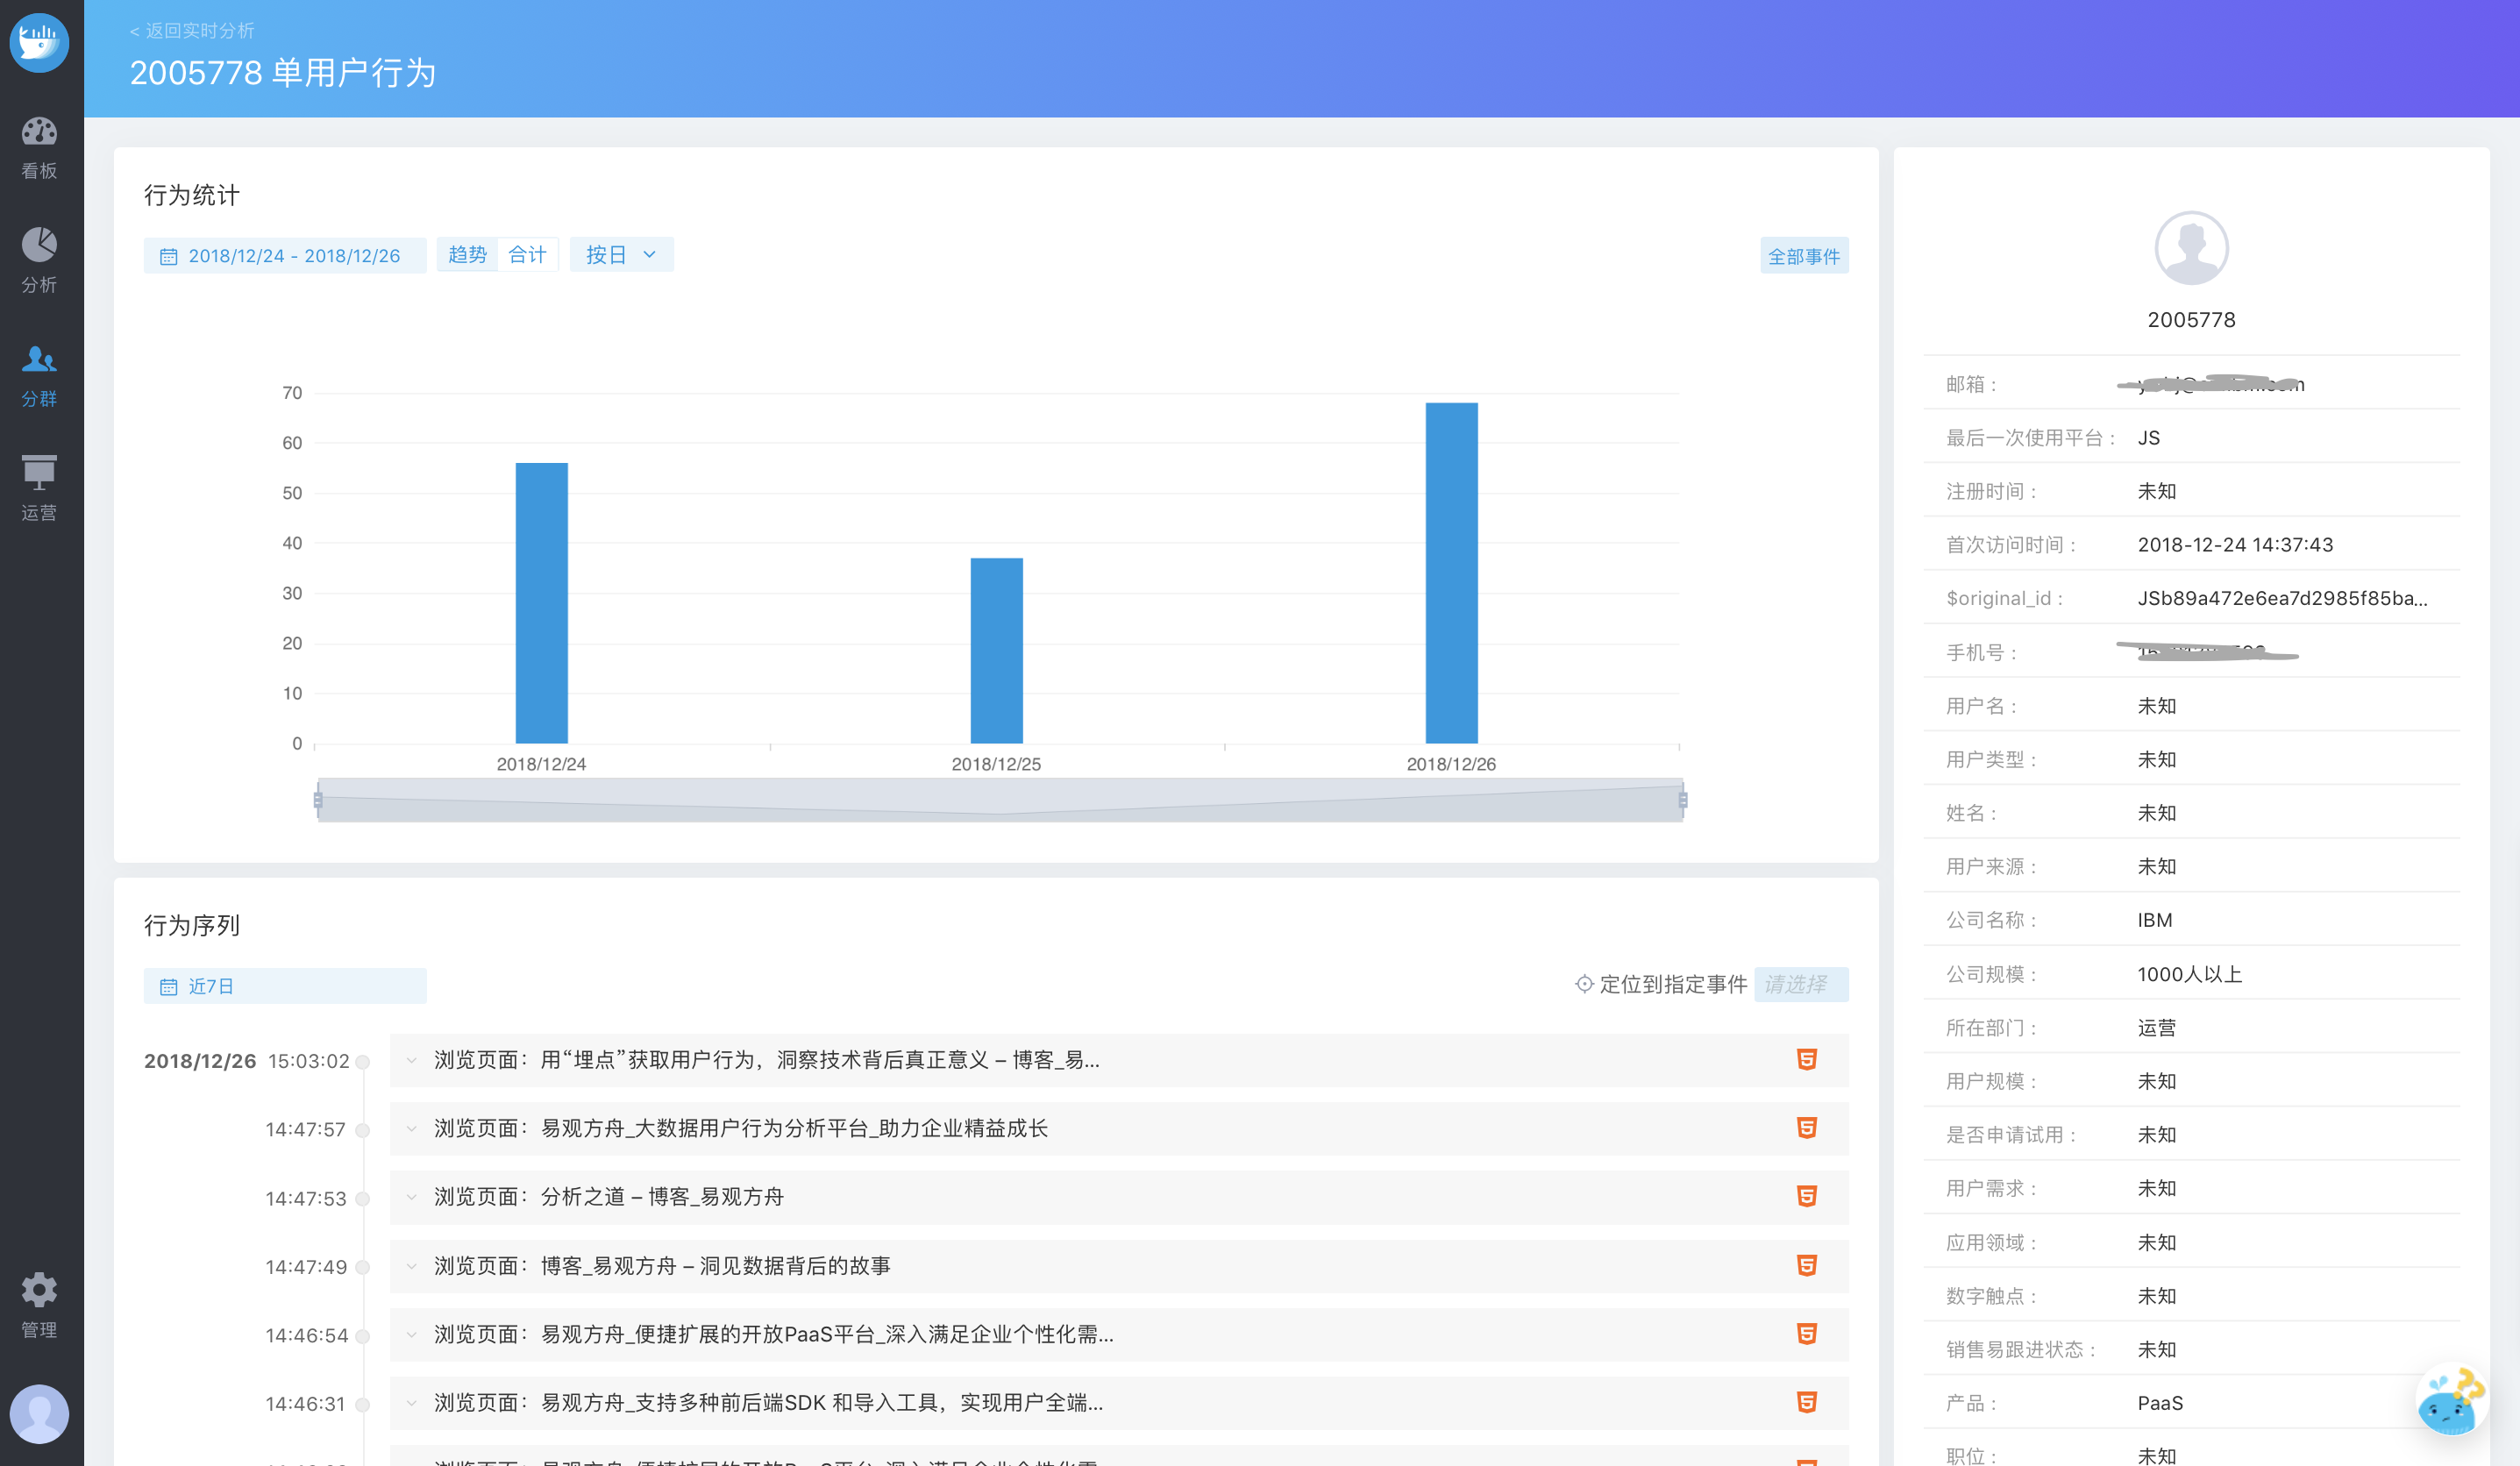 < 返回实时分析
2005778 单用户行为
看板
分析
分群
运营
管理
行为统计
2018/12/24 - 2018/12/26
趋势
合计
按日
全部事件
70
60
50
40
30
20
10
0
2018/12/24
2018/12/25
2018/12/26
行为序列
近7日
定位到指定事件 请选择
2018/12/26 15:03:02 浏览页面：用“埋点”获取用户行为，洞察技术背后真正意义 – 博客_易...
14:47:57 浏览页面：易观方舟_大数据用户行为分析平台_助力企业精益成长
14:47:53 浏览页面：分析之道 – 博客_易观方舟
14:47:49 浏览页面：博客_易观方舟 – 洞见数据背后的故事
14:46:54 浏览页面：易观方舟_便捷扩展的开放PaaS平台_深入满足企业个性化需...
14:46:31 浏览页面：易观方舟_支持多种前后端SDK 和导入工具，实现用户全端...
2005778
邮箱：
最后一次使用平台： JS
注册时间： 未知
首次访问时间： 2018-12-24 14:37:43
$original_id： JSb89a472e6ea7d2985f85ba...
手机号：
用户名： 未知
用户类型： 未知
姓名： 未知
用户来源： 未知
公司名称： IBM
公司规模： 1000人以上
所在部门： 运营
用户规模： 未知
是否申请试用： 未知
用户需求： 未知
应用领域： 未知
数字触点： 未知
销售易跟进状态： 未知
产品： PaaS
职位： 未知